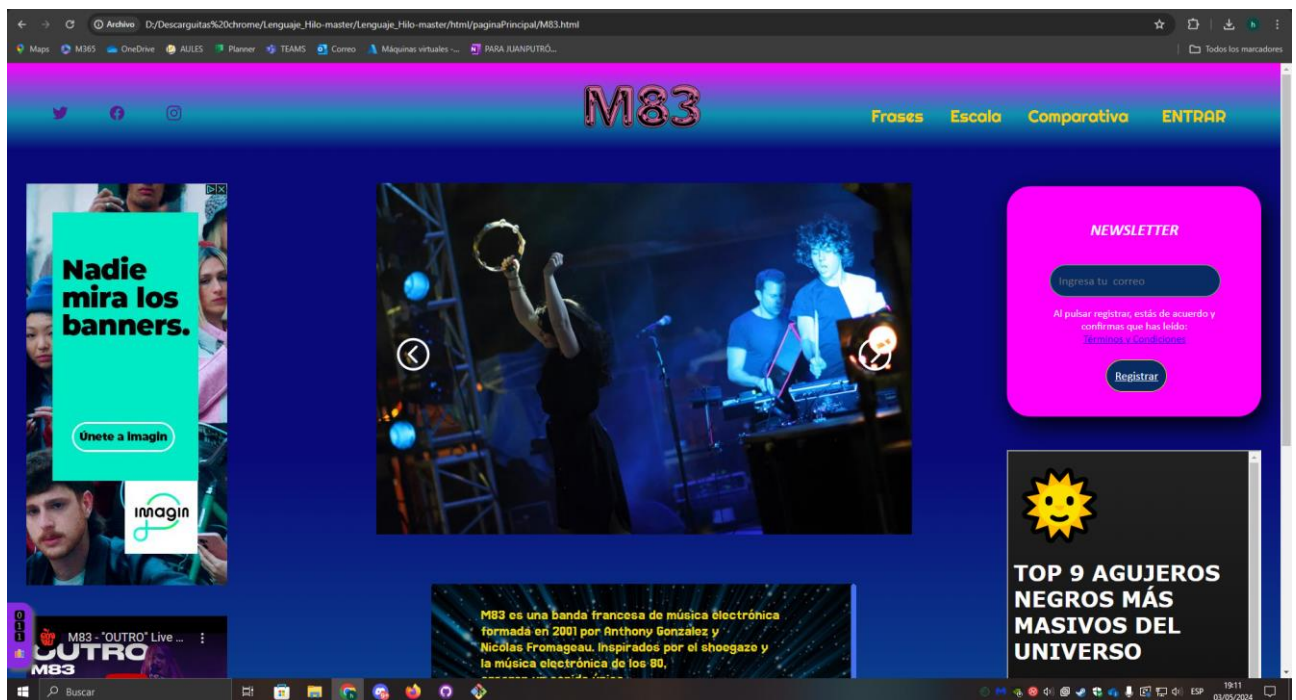 Archivo D:/Descarguitas%20chrome/Lenguaje_Hilo-master/Lenguaje_Hilo-master/html/paginaPrincipal/M83.html
Maps M365 OneDrive AULES Planner TEAMS Correo Máquinas virtuales -... PARA JUANPUTRÓ... Todos los marcadores
M83
Frases Escala Comparativa ENTRAR
Nadie
mira los
banners.
Únete a imagin
imagin
NEWSLETTER
Ingresa tu correo
Al pulsar registrar, estás de acuerdo y
confirmas que has leído:
Términos y Condiciones
Registrar
TOP 9 AGUJEROS
NEGROS MÁS
MASIVOS DEL
UNIVERSO
M83 es una banda francesa de música electrónica
formada en 2001 por Anthony Gonzalez y
Nicolas Fromageau. Inspirados por el shoegaze y
la música electrónica de los 80,
0
1
1
M83 - "OUTRO" Live ...
OUTRO
M83
Buscar
ESP
19:11
03/05/2024